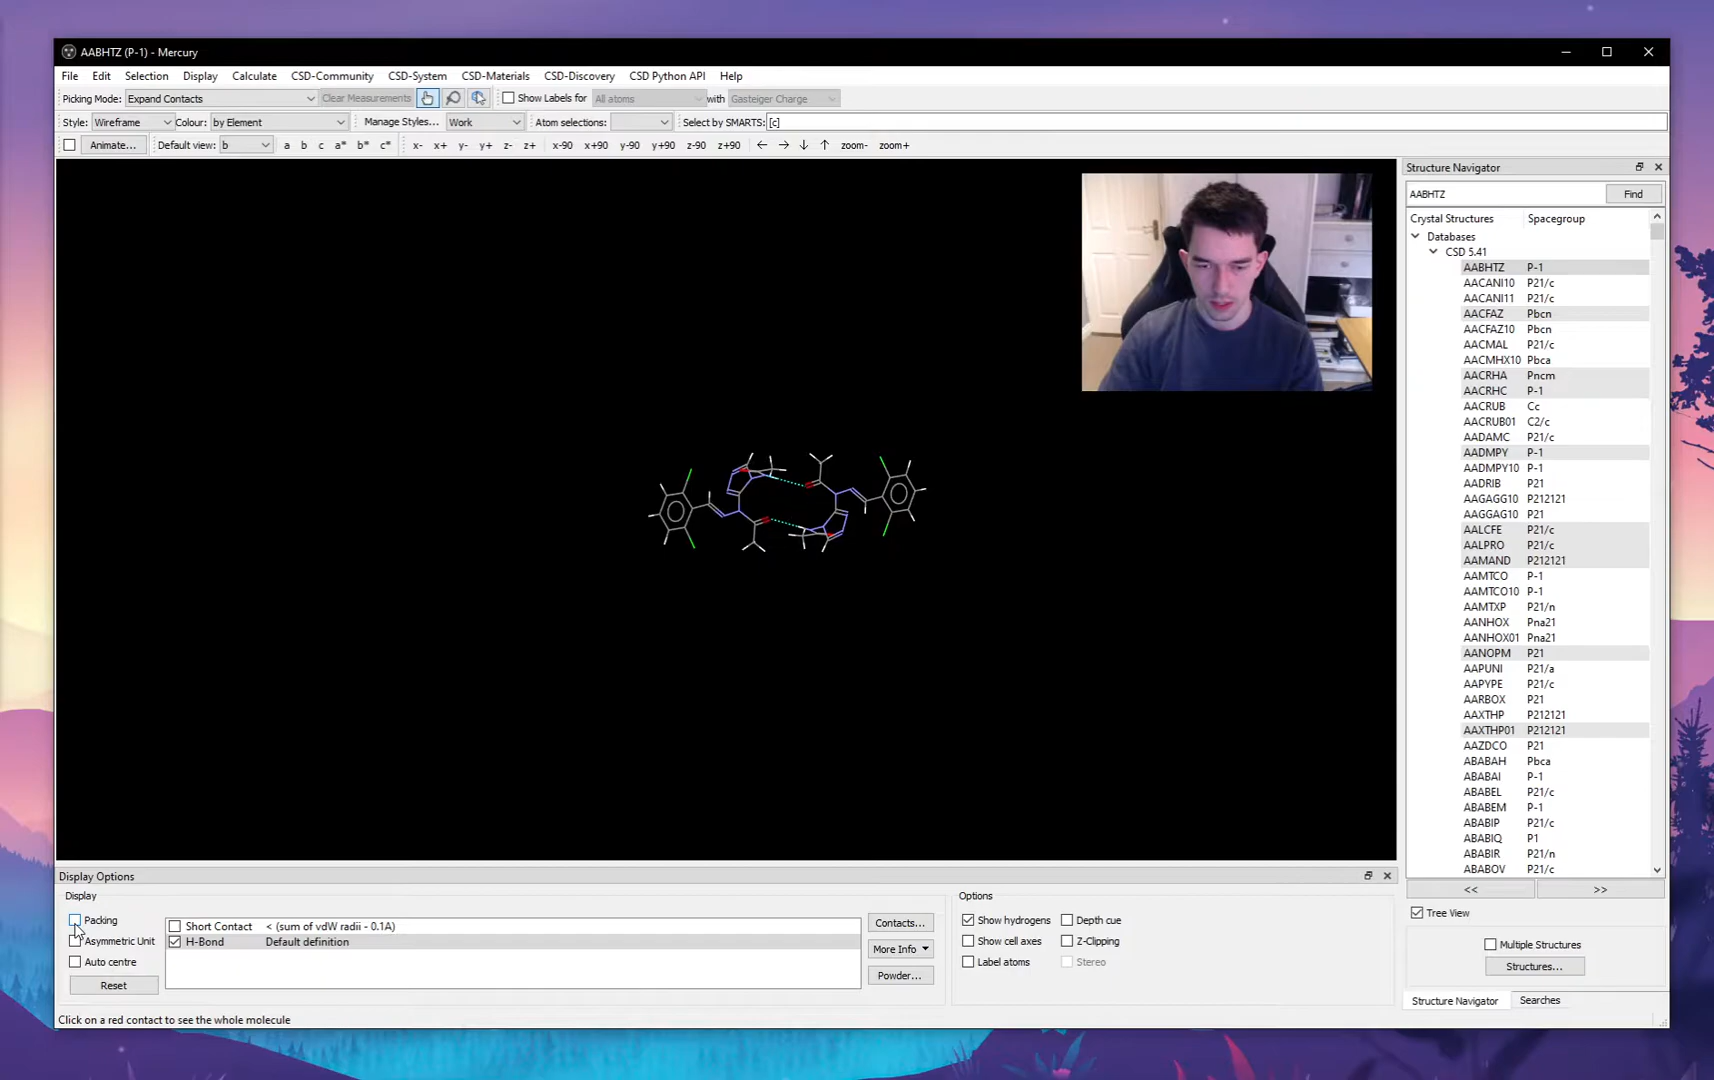 AABHTZ (P-1) - Mercury
File Edit Selection Display Calculate CSD-Community CSD-System CSD-Materials CSD-Discovery CSD Python API Help
Picking Mode: Expand Contacts Clear Measurements Show Labels for All atoms with Gasteiger Charge
Style: Wireframe Colour: by Element Manage Styles... Work Atom selections: Select by SMARTS: [c]
Animate... Default view: b a b c a* b* c* x- x+ y- y+ z- z+ x-90 x+90 y-90 y+90 z-90 z+90 ← → ↓ ↑ zoom- zoom+
Structure Navigator
AABHTZ Find
Crystal Structures Spacegroup
Databases
CSD 5.41
AABHTZ P-1
AACANI10 P21/c
AACANI11 P21/c
AACFAZ Pbcn
AACFAZ10 Pbcn
AACMAL P21/c
AACMHX10 Pbca
AACRHA Pncm
AACRHC P-1
AACRUB Cc
AACRUB01 C2/c
AADAMC P21/c
AADMPY P-1
AADMPY10 P-1
AADRIB P21
AAGAGG10 P212121
AAGGAG10 P21
AALCFE P21/c
AALPRO P21/c
AAMAND P212121
AAMTCO P-1
AAMTCO10 P-1
AAMTXP P21/n
AANHOX Pna21
AANHOX01 Pna21
AANOPM P21
AAPUNI P21/a
AAPYPE P21/c
AARBOX P21
AAXTHP P212121
AAXTHP01 P212121
AAZDCO P21
ABABAH Pbca
ABABAI P-1
ABABEL P21/c
ABABEM P-1
ABABIP P21/c
ABABIQ P1
ABABIR P21/n
ABABOV P21/c
<< >>
Tree View
Multiple Structures
Structures...
Structure Navigator Searches
Display Options
Display
Packing
Asymmetric Unit
Auto centre
Reset
Short Contact < (sum of vdW radii - 0.1A)
H-Bond Default definition
Contacts...
More Info
Powder...
Options
Show hydrogens Depth cue
Show cell axes Z-Clipping
Label atoms Stereo
Click on a red contact to see the whole molecule